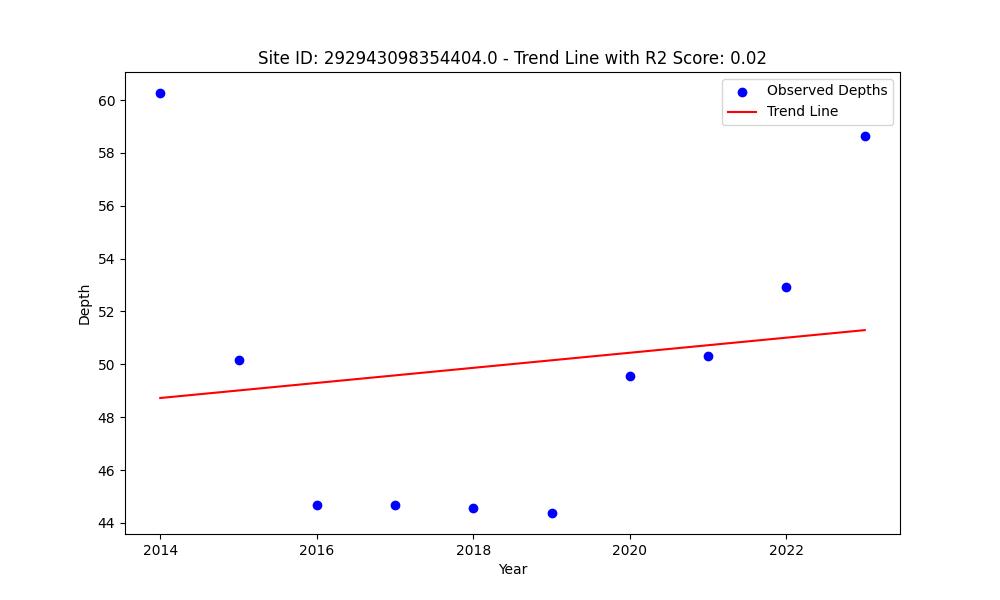 Site ID: 292943098354404.0 - Trend Line with R2 Score: 0.02
Observed Depths
Trend Line
60
58
56
54
52
50
48
46
44
Depth
2014
2016
2018
2020
2022
Year